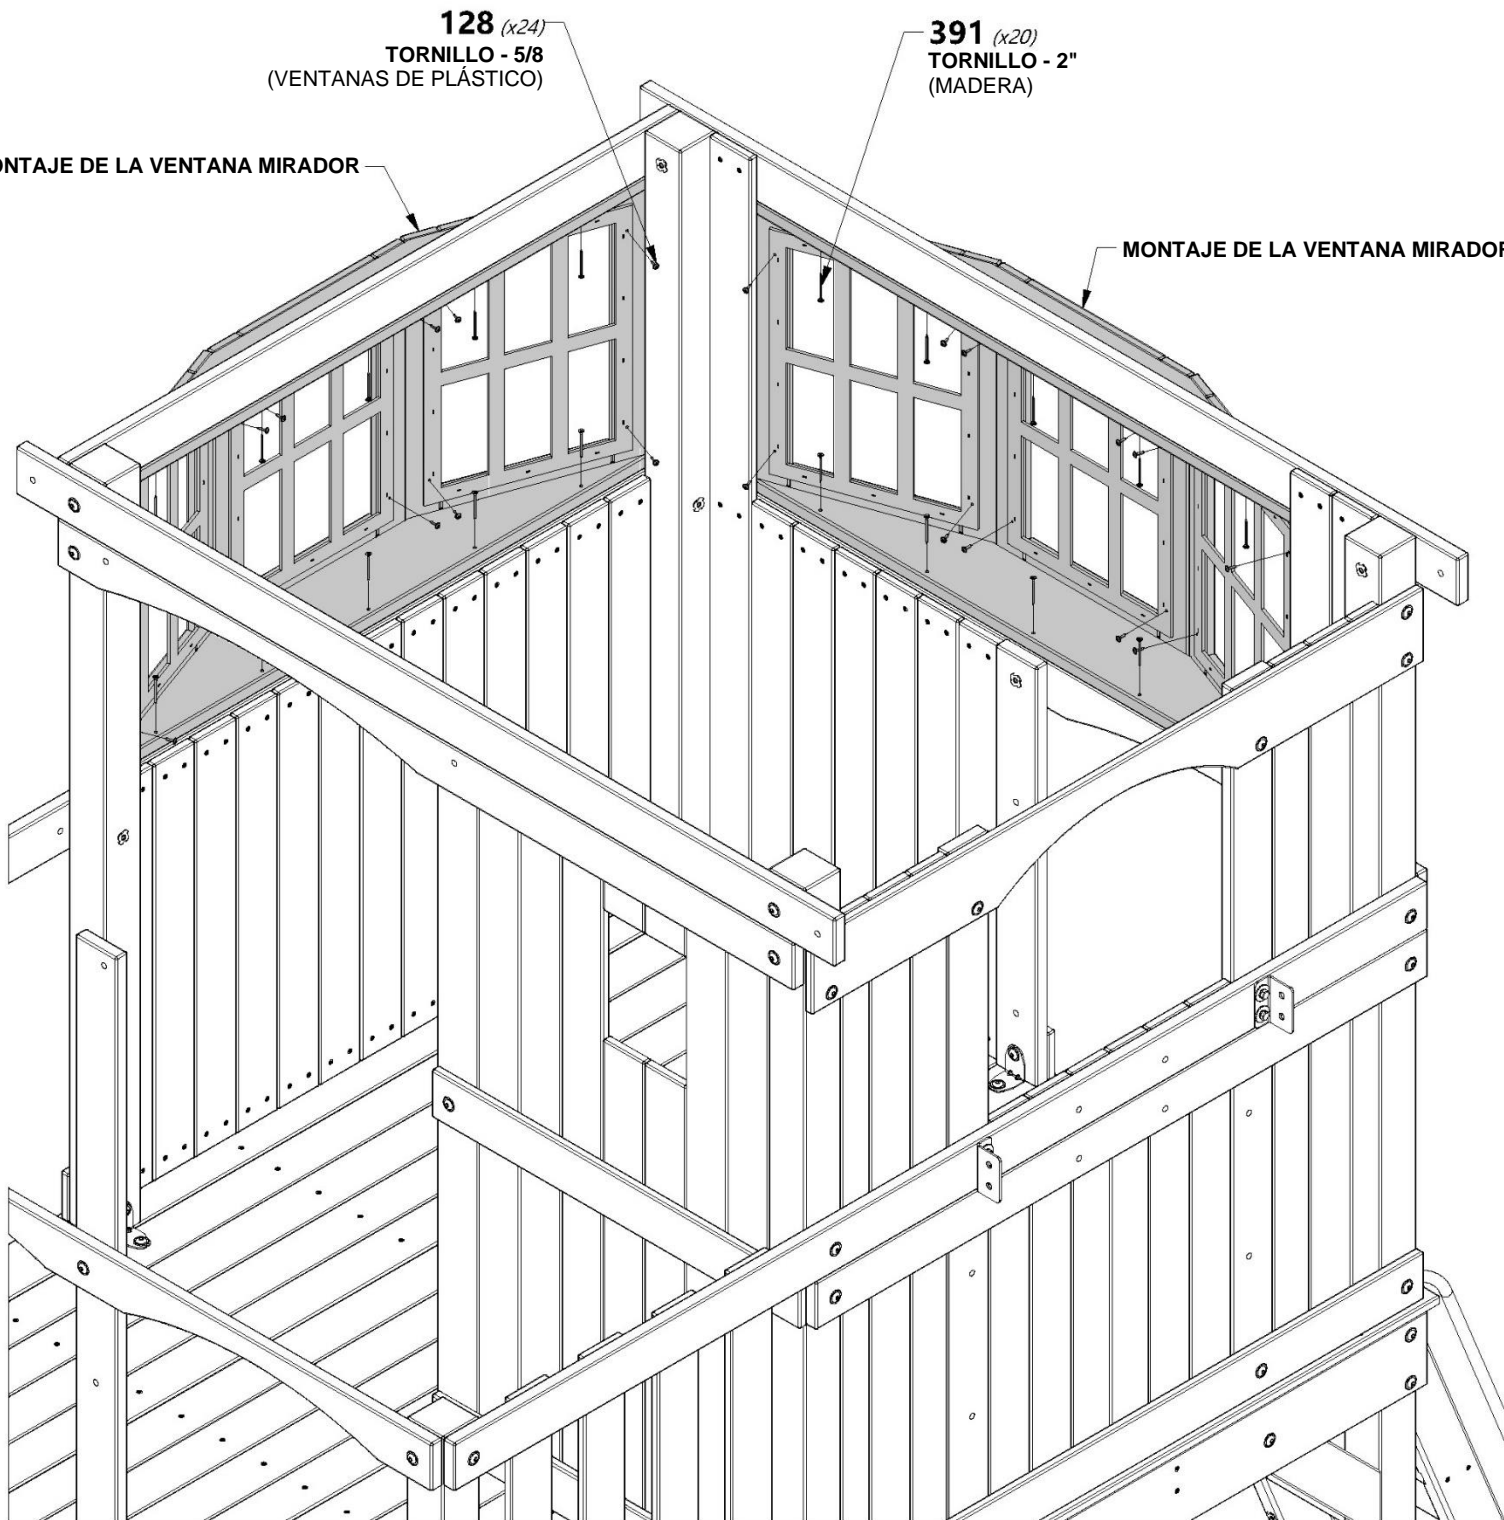 128 (x24)
TORNILLO - 5/8
(VENTANAS DE PLÁSTICO)
391 (x20)
TORNILLO - 2"
(MADERA)
ONTAJE DE LA VENTANA MIRADOR
MONTAJE DE LA VENTANA MIRADOR